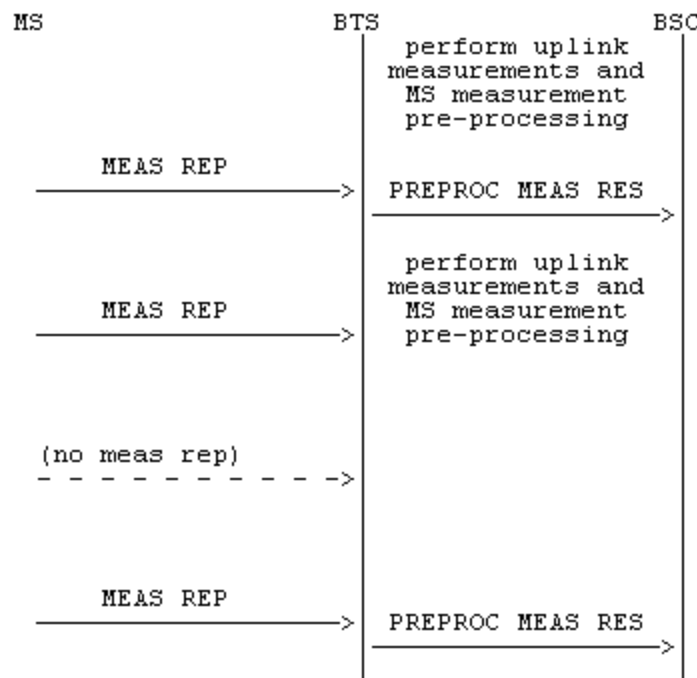 MS BTS BSC
perform uplink
measurements and
MS measurement
pre-processing
MEAS REP
PREPROC MEAS RES
perform uplink
measurements and
MS measurement
pre-processing
MEAS REP
(no meas rep)
MEAS REP
PREPROC MEAS RES